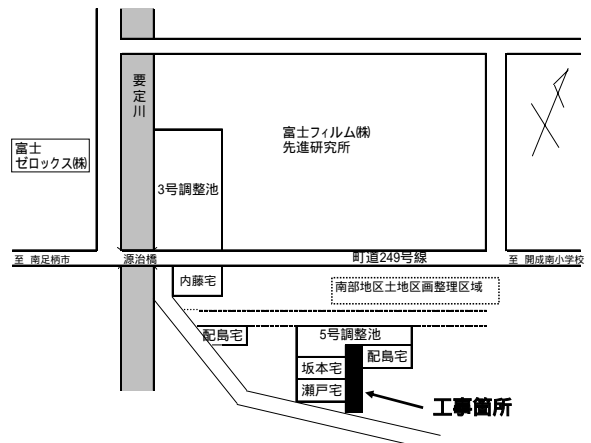 要定川
富士フィルム㈱
先進研究所
富士
ゼロックス㈱
3号調整池
至 南足柄市
源治橋
町道249号線
至 開成南小学校
内藤宅
南部地区土地区画整理区域
配島宅
5号調整池
配島宅
坂本宅
瀬戸宅
工事箇所